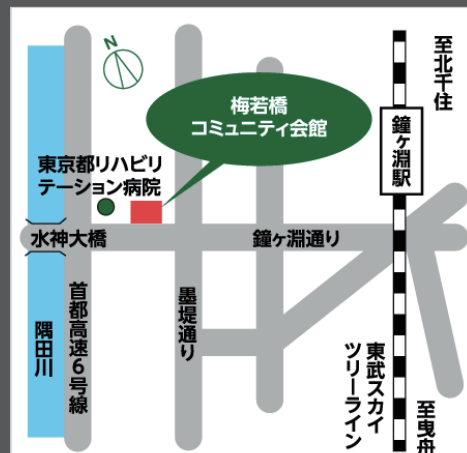 N
至北千住
梅若橋
コミュニティ会館
鐘ヶ淵駅
東京都リハビリ
テーション病院
水神大橋
鐘ヶ淵通り
首都高速6号線
墨堤通り
隅田川
東武スカイ
ツリーライン
至曳舟